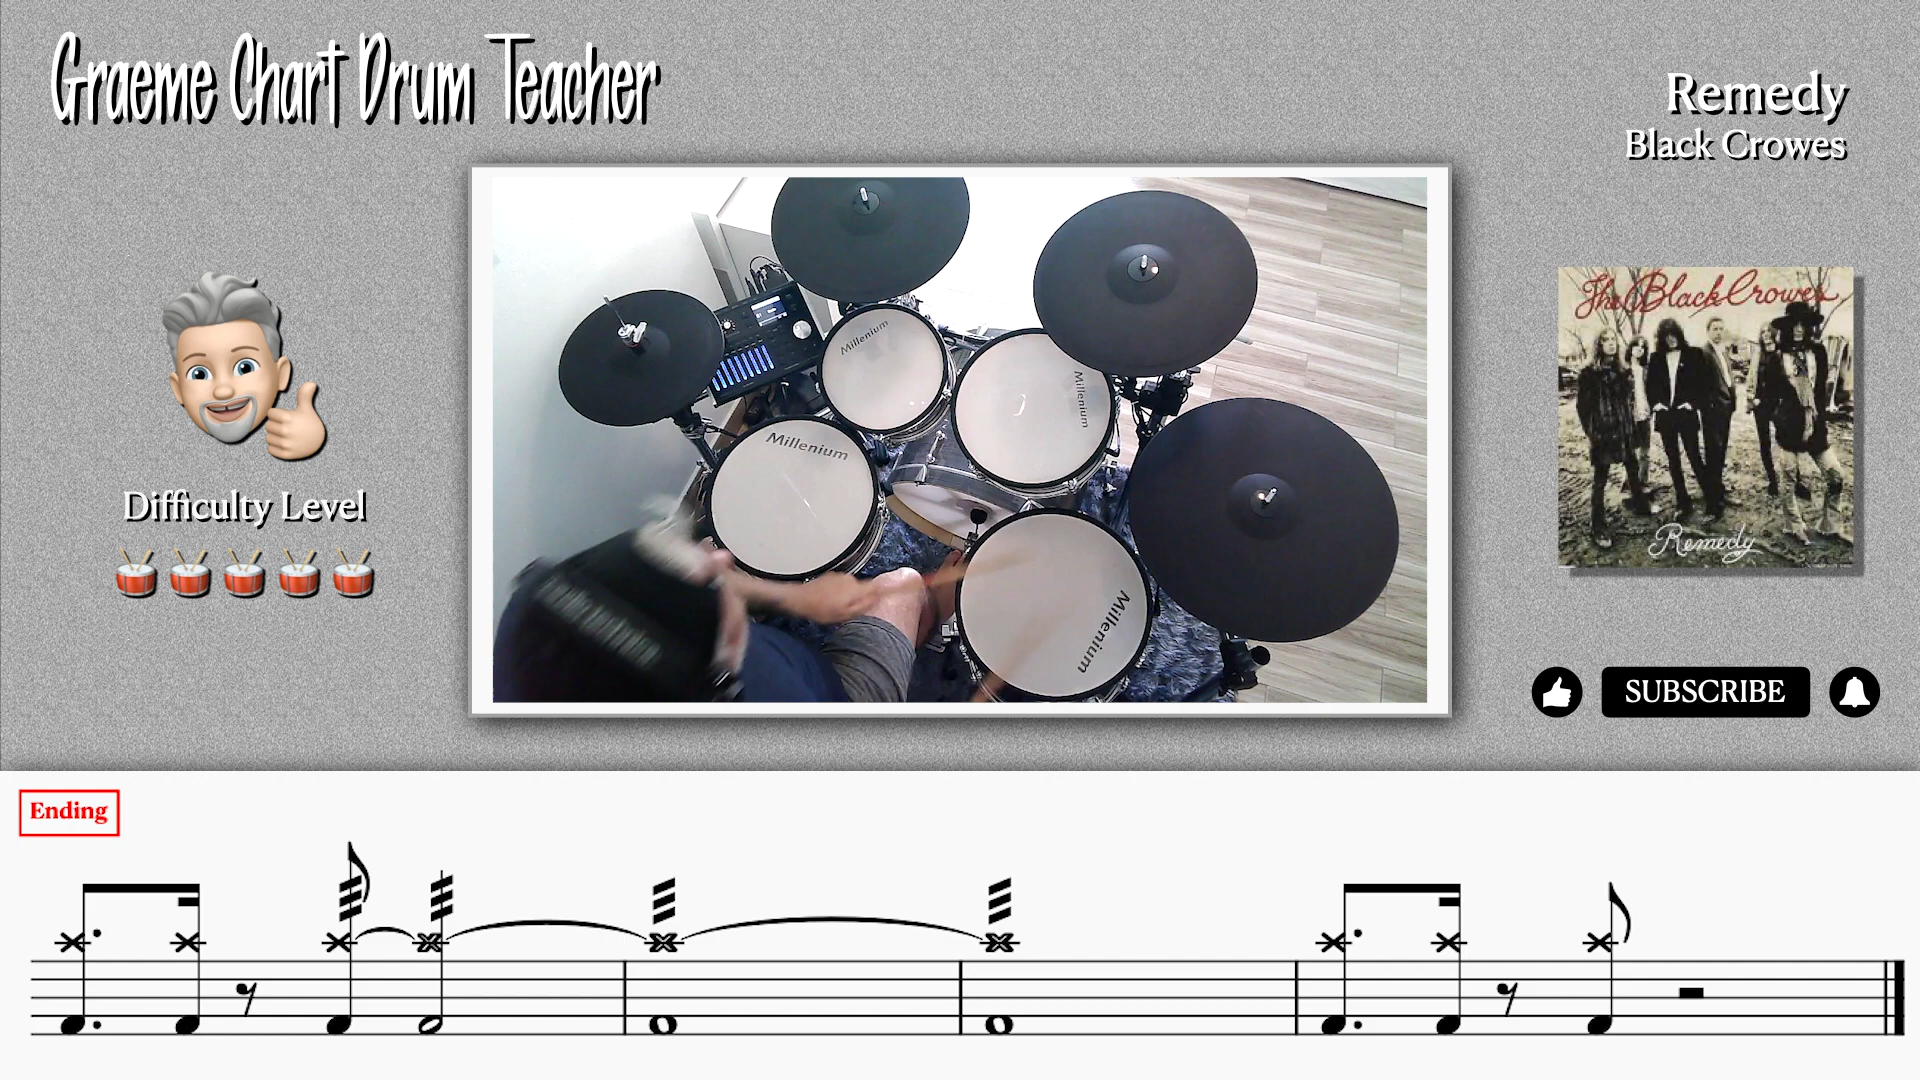 Graeme Chart Drum Teacher
Remedy
Black Crowes
The Black Crowes
Millenium
Millenium
Millenium
Millenium
Difficulty Level
Remedy
SUBSCRIBE
Ending